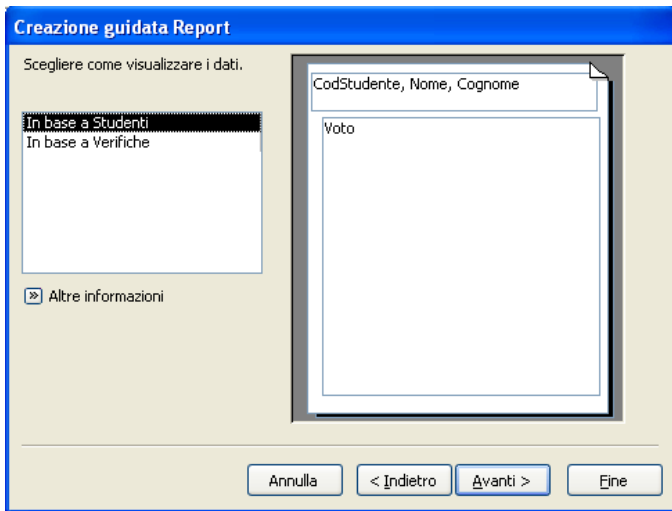 Creazione guidata Report
Scegliere come visualizzare i dati.
In base a Studenti
In base a Verifiche
Altre informazioni
CodStudente, Nome, Cognome
Voto
Annulla
< Indietro
Avanti >
Fine